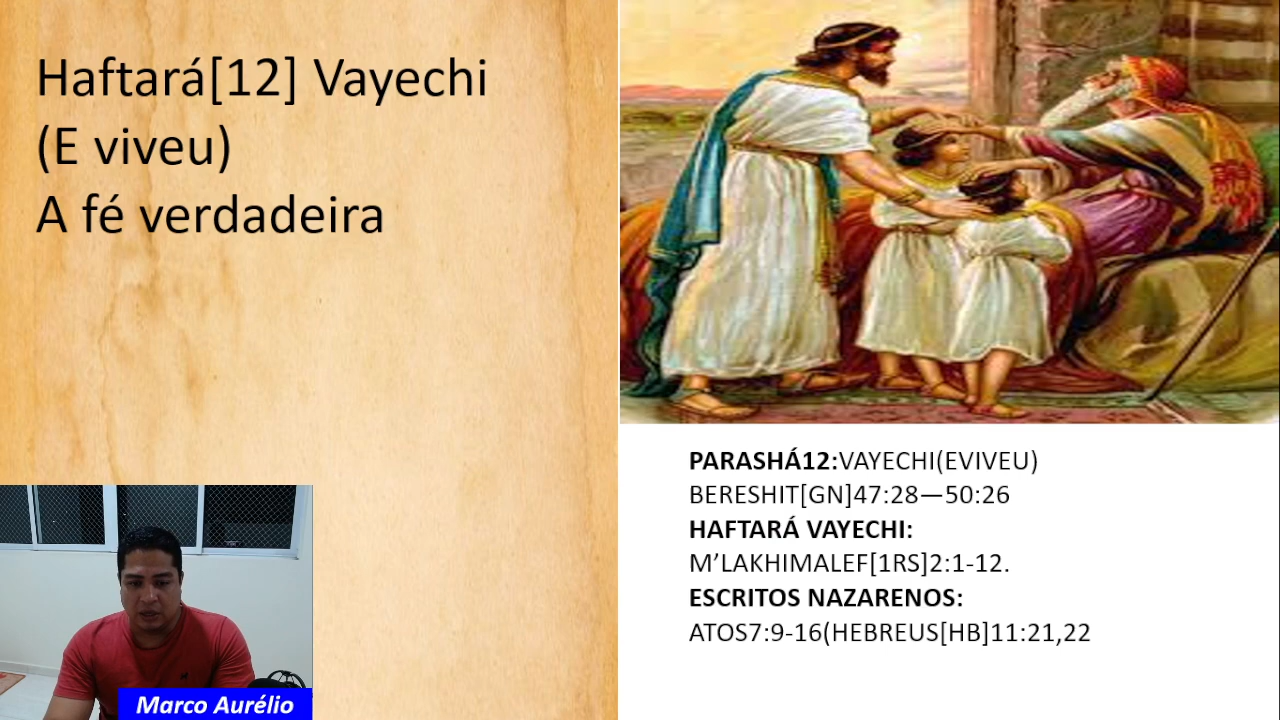 Haftará[12] Vayechi
(E viveu)
A fé verdadeira
PARASHÁ12:VAYECHI(EVIVEU)
BERESHIT[GN]47:28—50:26
HAFTARÁ VAYECHI:
M’LAKHIMALEF[1RS]2:1-12.
ESCRITOS NAZARENOS:
ATOS7:9-16(HEBREUS[HB]11:21,22
Marco Aurélio